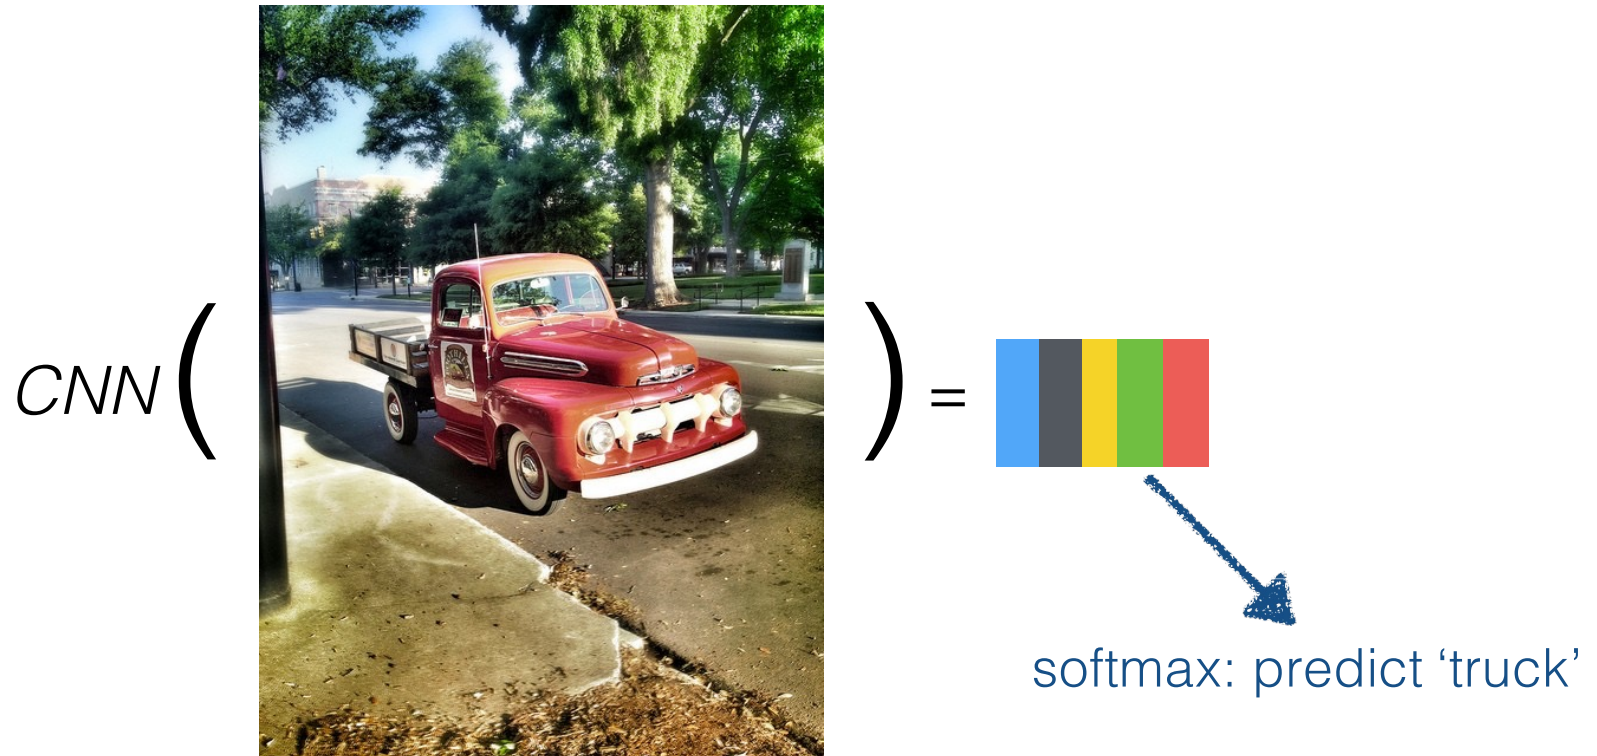 CNN ( ) =
softmax: predict ‘truck’